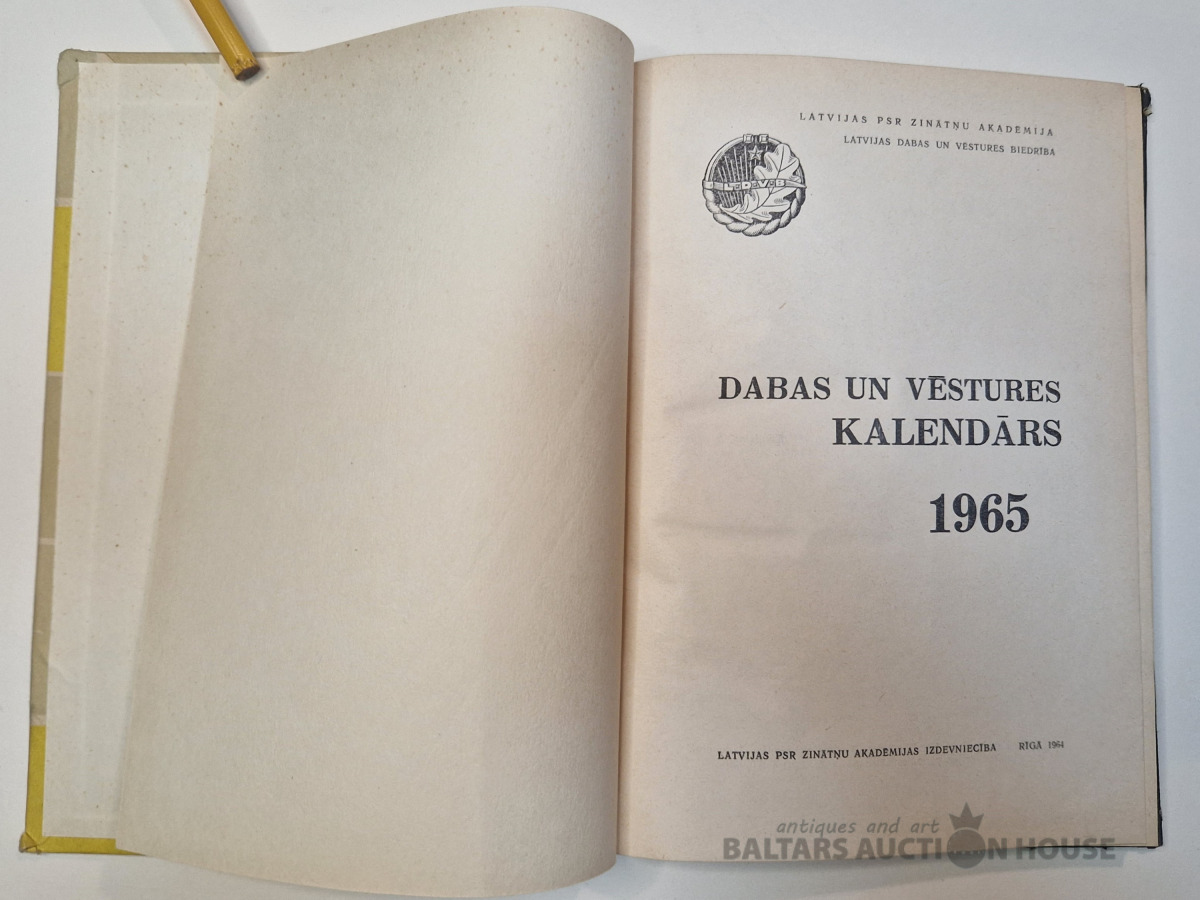 LATVIJAS PSR ZINĀTŅU AKADĒMIJA
LATVIJAS DABAS UN VĒSTURES BIEDRĪBA
L·D·V·B
DABAS UN VĒSTURES
KALENDĀRS
1965
LATVIJAS PSR ZINĀTŅU AKADĒMIJAS IZDEVNIECĪBA RĪGĀ 1964
antiques and art
BALTARS AUCTION HOUSE